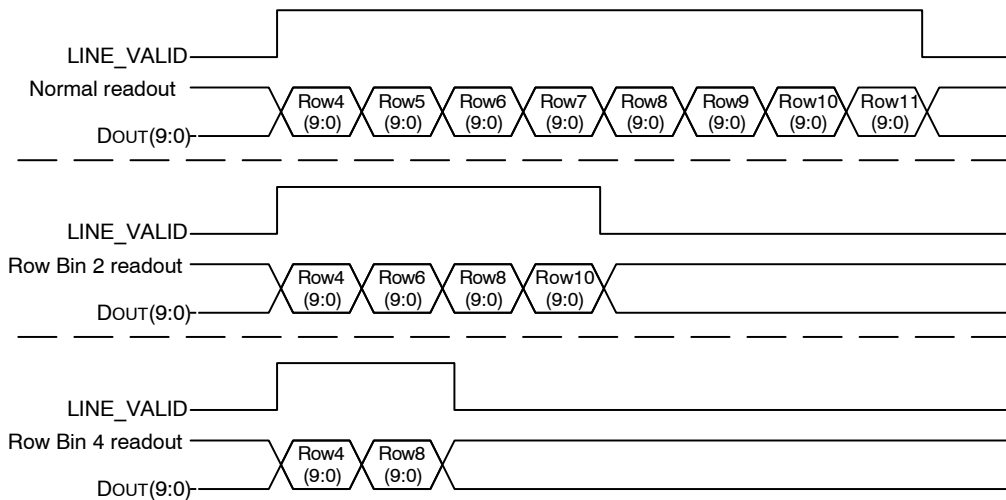 LINE_VALID
Normal readout
Row4 Row5 Row6 Row7 Row8 Row9 Row10 Row11
(9:0) (9:0) (9:0) (9:0) (9:0) (9:0) (9:0) (9:0)
DOUT(9:0)
LINE_VALID
Row Bin 2 readout
Row4 Row6 Row8 Row10
(9:0) (9:0) (9:0) (9:0)
DOUT(9:0)
LINE_VALID
Row Bin 4 readout
Row4 Row8
(9:0) (9:0)
DOUT(9:0)